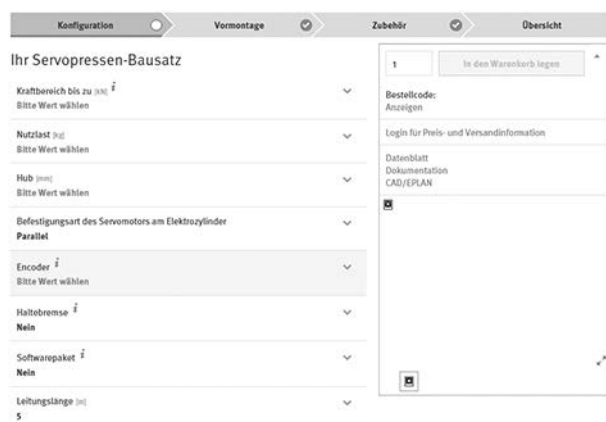 Konfiguration
Vormontage
Zubehör
Übersicht
Ihr Servopressen-Bausatz
Kraftbereich bis zu [kN] i
Bitte Wert wählen
Nutzlast [kg]
Bitte Wert wählen
Hub [mm]
Bitte Wert wählen
Befestigungsart des Servomotors am Elektrozylinder
Parallel
Encoder i
Bitte Wert wählen
Haltebremse i
Nein
Softwarepaket i
Nein
Leitungslänge [m]
5
1
In den Warenkorb legen
Bestellcode:
Anzeigen
Login für Preis- und Versandinformation
Datenblatt
Dokumentation
CAD/EPLAN